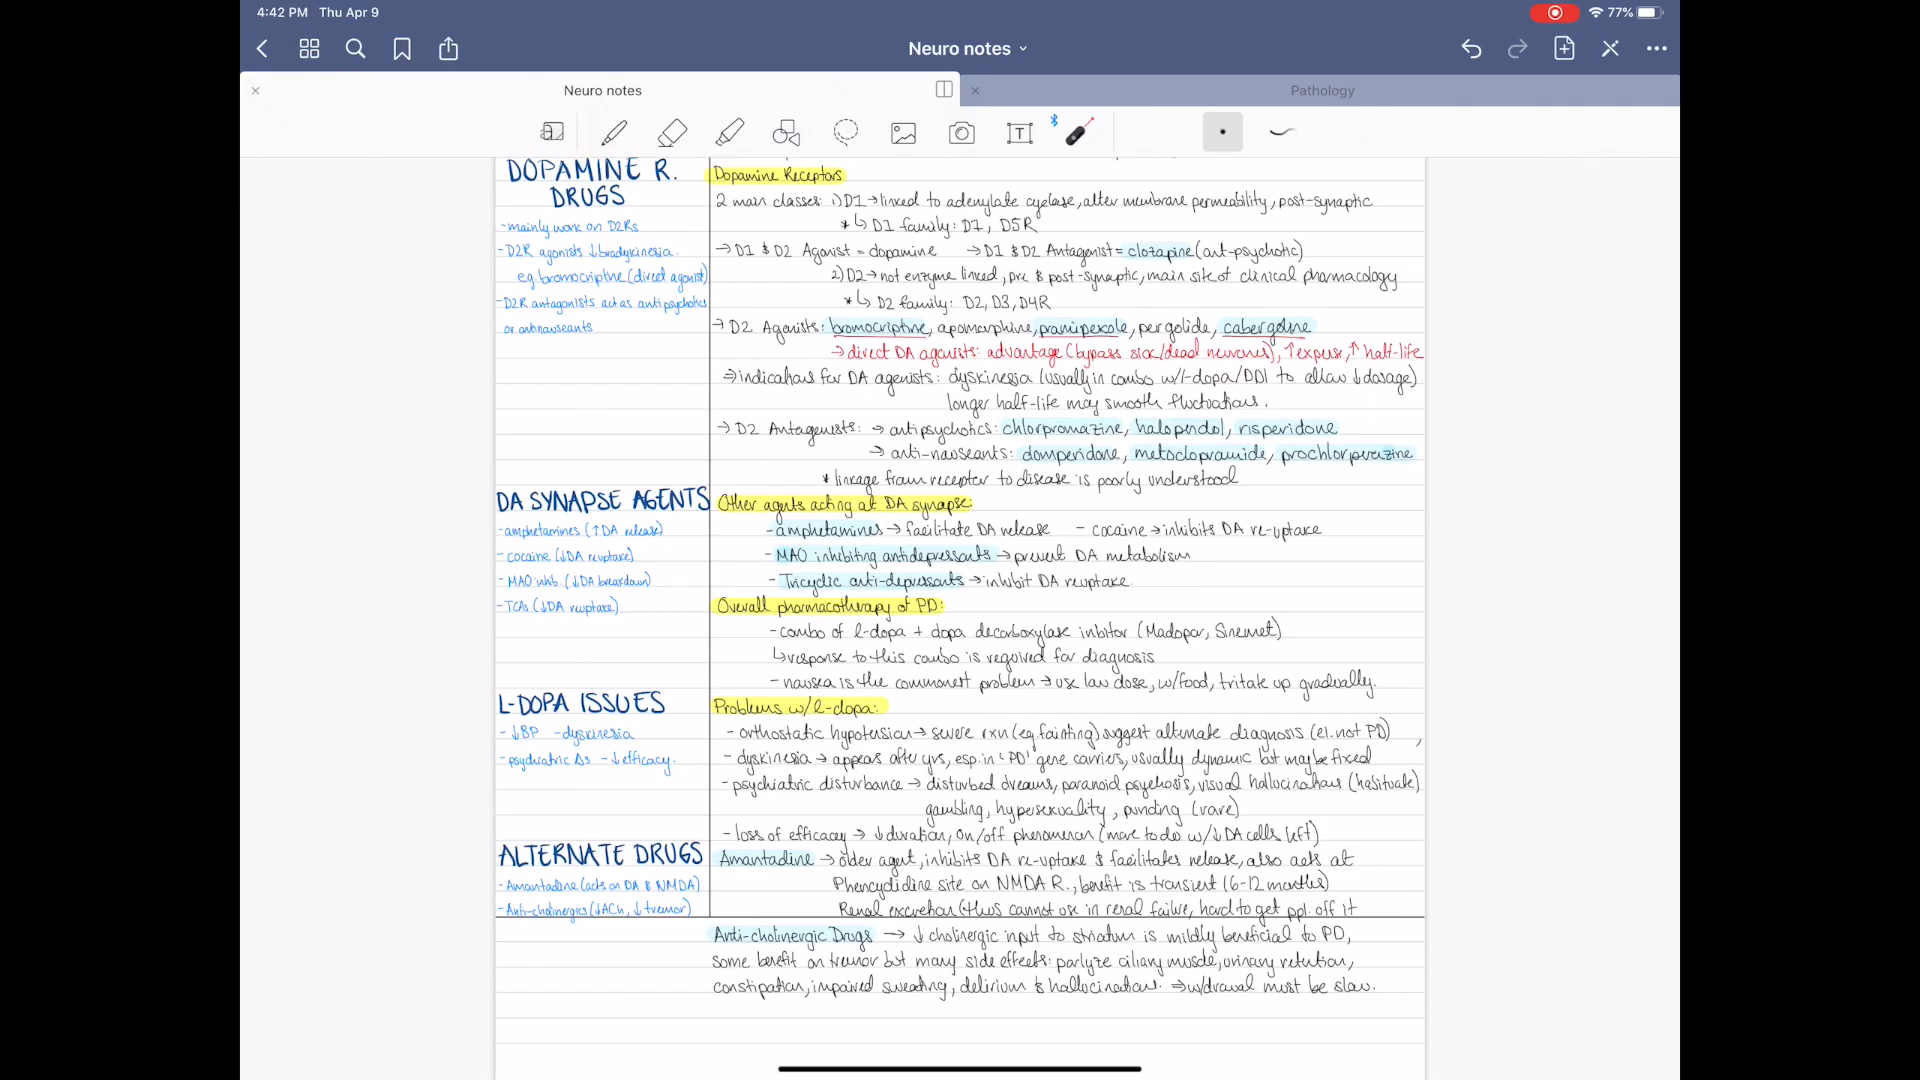 4:42 PM Thu Apr 9
77%
Neuro notes
Neuro notes
Pathology
DOPAMINE R.
DRUGS
-mainly work on D2Rs
-D2R agonists ↓bradykinesia.
eg. bromocriptine (direct agonist)
-D2R antagonists act as antipsychotics
or antinauseants
Dopamine Receptors
2 main classes: 1) D1→linked to adenylate cyclase, alter membrane permeability, post-synaptic
*↳ D1 family: D1, D5R
→D1 & D2 Agonist = dopamine →D1 & D2 Antagonist = clozapine (ant-psychotic)
2) D2→ not enzyme linked, pre & post-synaptic, main site of clinical pharmacology
*↳ D2 family: D2, D3, D4R
→ D2 Agonists: bromocriptine, apomorphine, pramipexole, pergolide, cabergoline
→ direct DA agonists: advantage (bypass sick/dead neurones), ↑expense, ↑ half-life
⇒indications for DA agonists: dyskinesia (usually in combo w/l-dopa/DDI to allow ↓dosage)
longer half-life may smooth fluctuations.
→ D2 Antagonists: → antipsychotics: chlorpromazine, haloperidol, risperidone
→ anti-nauseants: domperidone, metoclopramide, prochlorperazine
* linkage from receptor to disease is poorly understood
DA SYNAPSE AGENTS
-amphetamines (↑DA release)
-cocaine (↓DA reuptake)
-MAO inhib. (↓DA breakdown)
-TCAs (↓DA reuptake)
Other agents acting at DA synapse:
-amphetamines → facilitate DA release - cocaine →inhibits DA re-uptake
-MAO inhibiting antidepressants → prevent DA metabolism
-Tricyclic anti-depressants →inhibit DA reuptake.
Overall pharmacotherapy of PD:
-combo of l-dopa + dopa decarboxylase inbitor (Madopar, Sinemet)
↳response to this combo is required for diagnosis
-nausea is the commonest problem → use low dose, w/food, titrate up gradually.
L-DOPA ISSUES
-↓BP -dyskinesia
-psychiatric Δs -↓efficacy.
Problems w/l-dopa:
- orthostatic hypotension→ severe rxn (eg. fainting) suggest alternate diagnosis (ei. not PD)
- dyskinesia → appears after yrs, esp. in 'PD' gene carriers, usually dynamic but may be fixed
- psychiatric disturbance → disturbed dreams, paranoid psychosis, visual hallucinations (habituate)
gambling, hypersexuality, punding (rare)
- loss of efficacy → ↓duration, on/off phenomenon (more to do w/↓DA cells left)
ALTERNATE DRUGS
-Amantadine (acts on DA & NMDA)
-Anti-cholinergics (↓ACh, ↓tremor)
Amantadine → older agent, inhibits DA re-uptake & facilitates release, also acts at
Phencyclidine site on NMDA R., benefit is transient (6-12 months)
Renal excretion (thus cannot use in renal failure, hard to get ppl. off it
Anti-cholinergic Drugs → ↓cholinergic input to striatum is mildly beneficial to PD,
some benefit on tremor but many side effects: parlyze ciliary muscle, urinary retention,
constipation, impaired sweating, delirium & hallucinations. ⇒w/drawal must be slow.